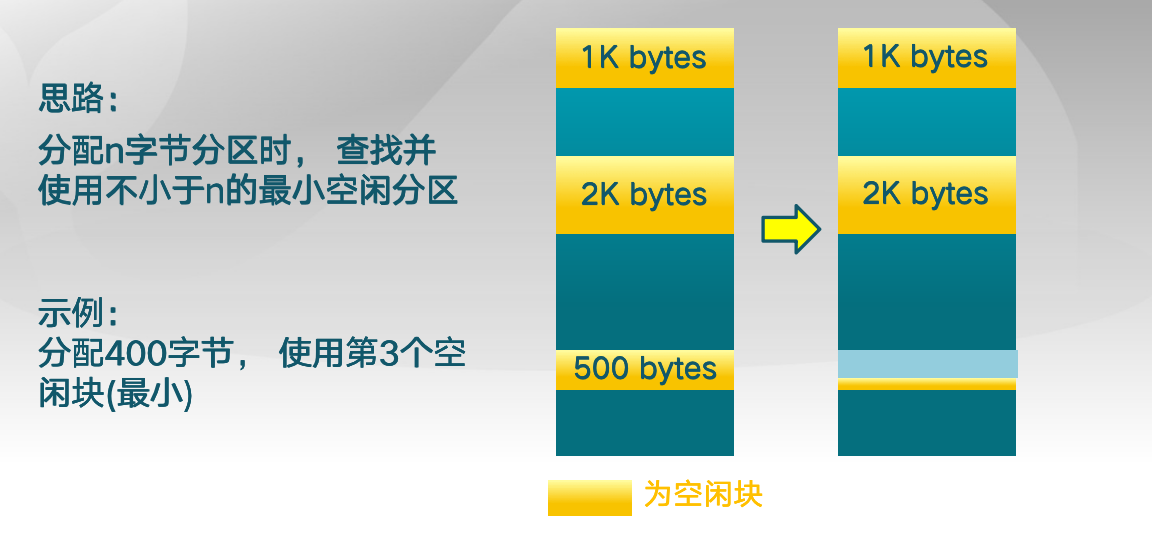 思路：
分配n字节分区时， 查找并
使用不小于n的最小空闲分区
示例：
分配400字节， 使用第3个空
闲块(最小)
1K bytes
2K bytes
500 bytes
1K bytes
2K bytes
为空闲块